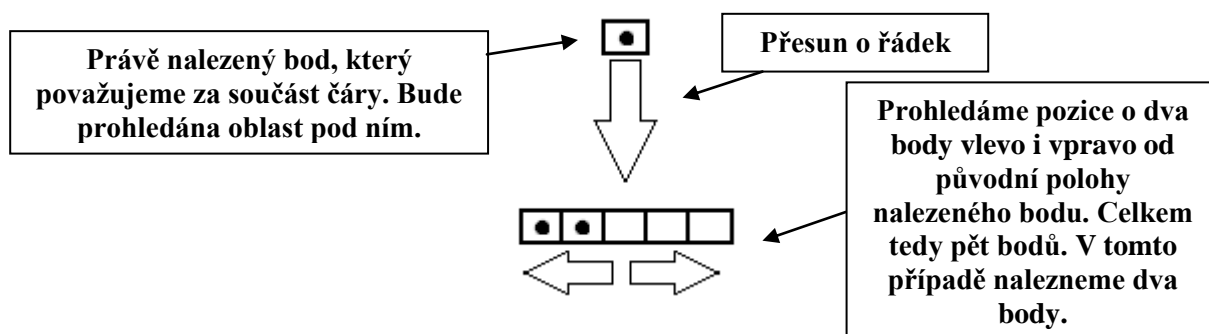 Právě nalezený bod, který
považujeme za součást čáry. Bude
prohledána oblast pod ním.
Přesun o řádek
Prohledáme pozice o dva
body vlevo i vpravo od
původní polohy
nalezeného bodu. Celkem
tedy pět bodů. V tomto
případě nalezneme dva
body.